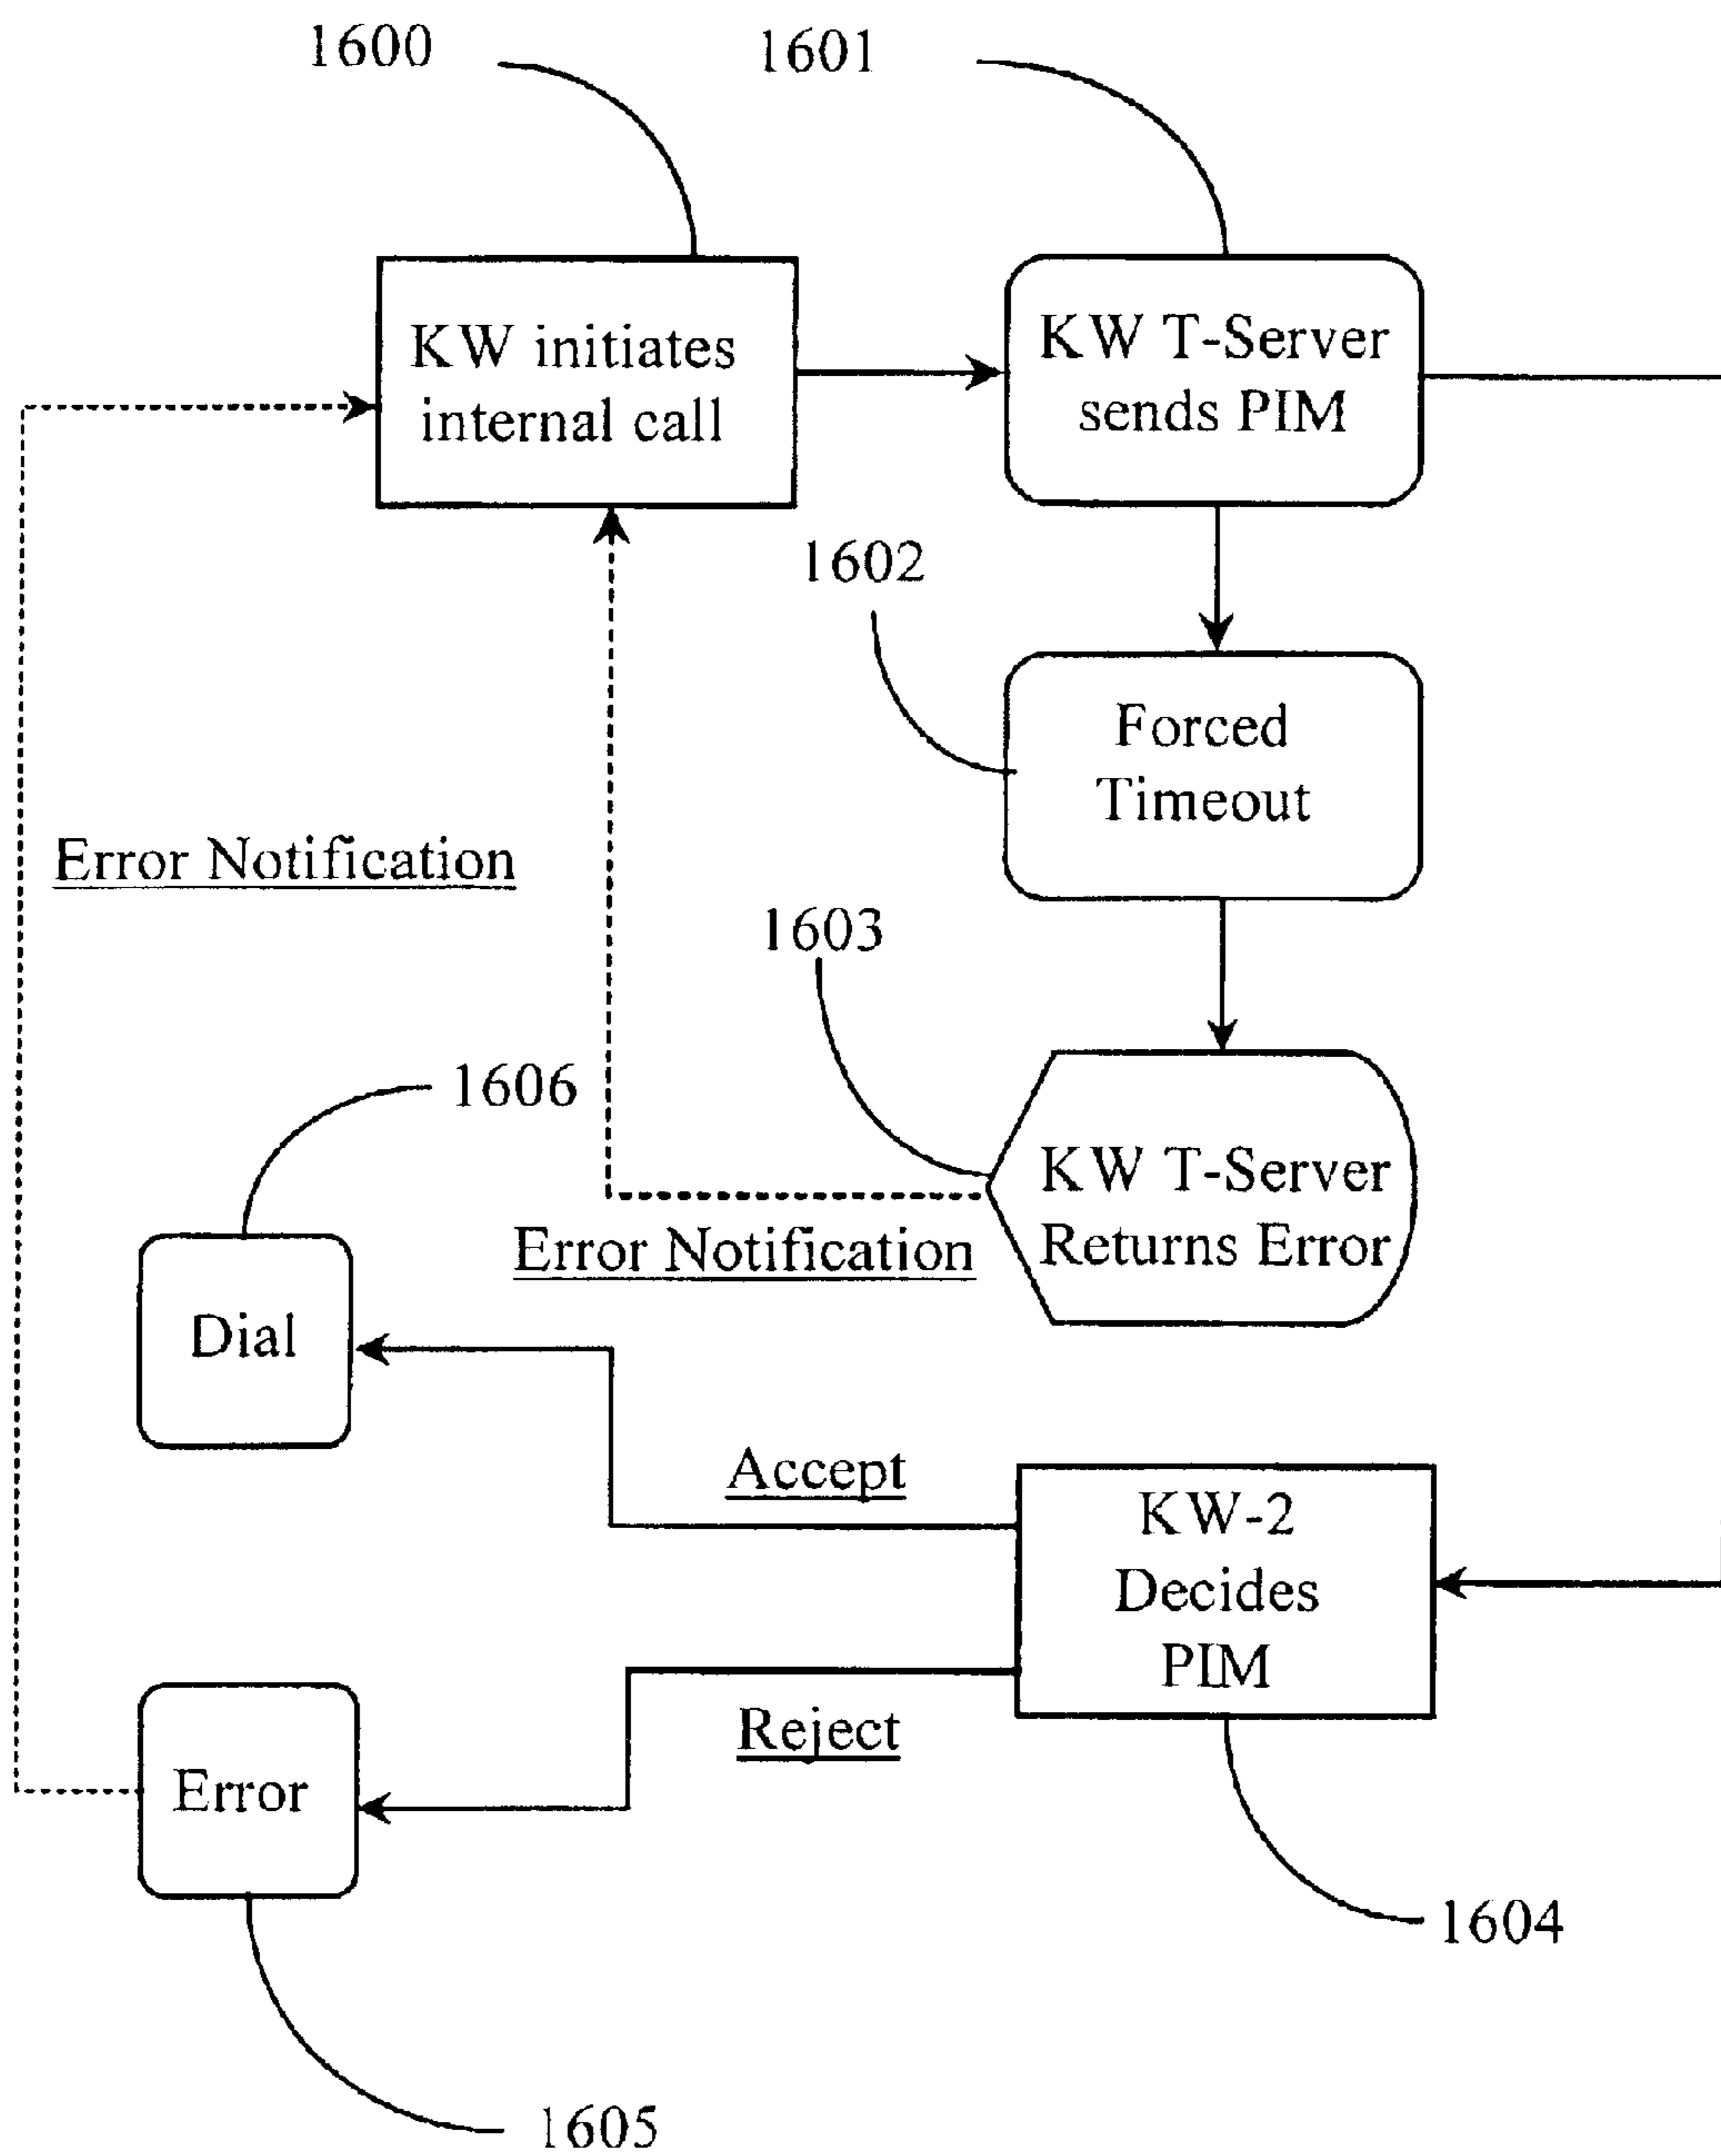 1600
1601
KW initiates
internal call
KW T-Server
sends PIM
1602
Forced
Timeout
Error Notification
1603
1606
KW T-Server
Returns Error
Error Notification
Dial
Accept
KW-2
Decides
PIM
Reject
Error
1604
1605